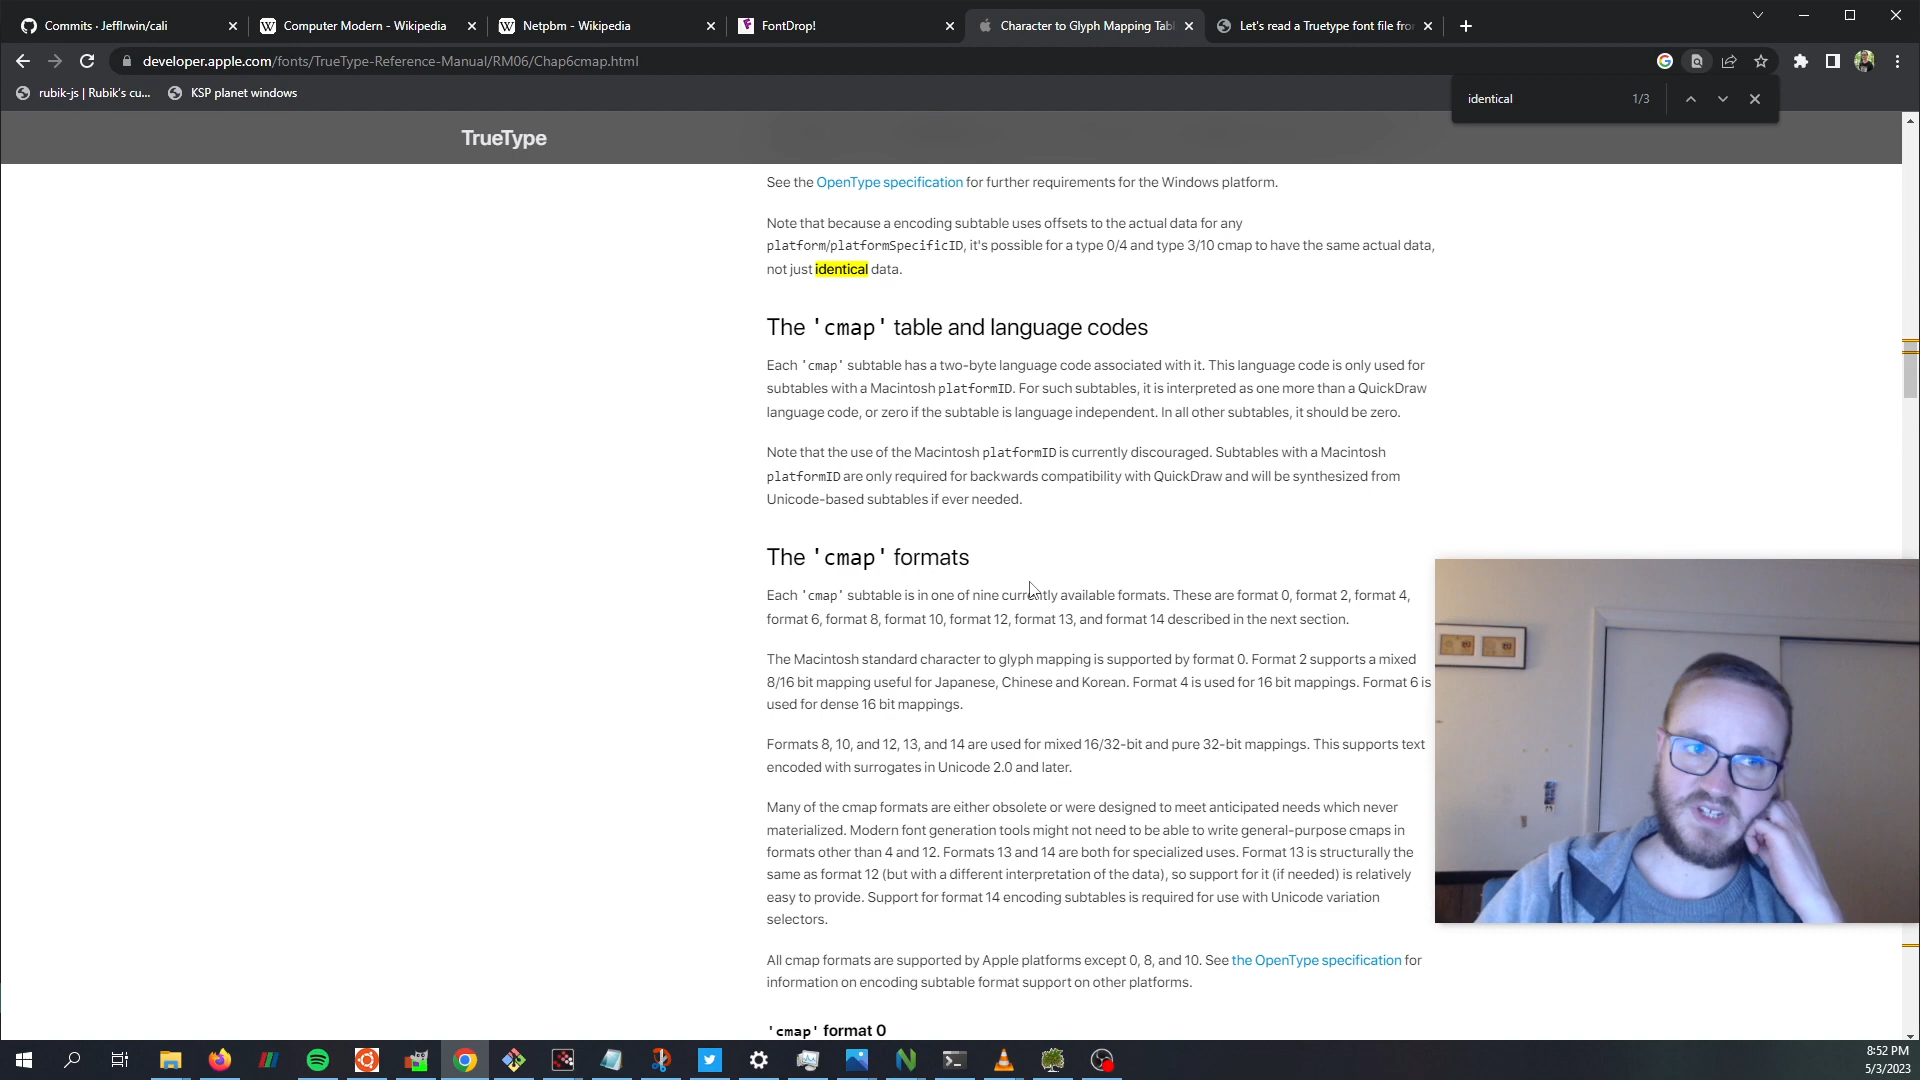 Commits · JeffIrwin/cali
Computer Modern - Wikipedia
Netpbm - Wikipedia
FontDrop!
Character to Glyph Mapping Tab
Let's read a Truetype font file fro
developer.apple.com/fonts/TrueType-Reference-Manual/RM06/Chap6cmap.html
rubik-js | Rubik's cu...
KSP planet windows
identical
1/3
TrueType
See the OpenType specification for further requirements for the Windows platform.
Note that because a encoding subtable uses offsets to the actual data for any
platform/platformSpecificID, it's possible for a type 0/4 and type 3/10 cmap to have the same actual data,
not just identical data.
The 'cmap' table and language codes
Each 'cmap' subtable has a two-byte language code associated with it. This language code is only used for
subtables with a Macintosh platformID. For such subtables, it is interpreted as one more than a QuickDraw
language code, or zero if the subtable is language independent. In all other subtables, it should be zero.
Note that the use of the Macintosh platformID is currently discouraged. Subtables with a Macintosh
platformID are only required for backwards compatibility with QuickDraw and will be synthesized from
Unicode-based subtables if ever needed.
The 'cmap' formats
Each 'cmap' subtable is in one of nine currently available formats. These are format 0, format 2, format 4,
format 6, format 8, format 10, format 12, format 13, and format 14 described in the next section.
The Macintosh standard character to glyph mapping is supported by format 0. Format 2 supports a mixed
8/16 bit mapping useful for Japanese, Chinese and Korean. Format 4 is used for 16 bit mappings. Format 6 is
used for dense 16 bit mappings.
Formats 8, 10, and 12, 13, and 14 are used for mixed 16/32-bit and pure 32-bit mappings. This supports text
encoded with surrogates in Unicode 2.0 and later.
Many of the cmap formats are either obsolete or were designed to meet anticipated needs which never
materialized. Modern font generation tools might not need to be able to write general-purpose cmaps in
formats other than 4 and 12. Formats 13 and 14 are both for specialized uses. Format 13 is structurally the
same as format 12 (but with a different interpretation of the data), so support for it (if needed) is relatively
easy to provide. Support for format 14 encoding subtables is required for use with Unicode variation
selectors.
All cmap formats are supported by Apple platforms except 0, 8, and 10. See the OpenType specification for
information on encoding subtable format support on other platforms.
'cmap' format 0
8:52 PM
5/3/2023